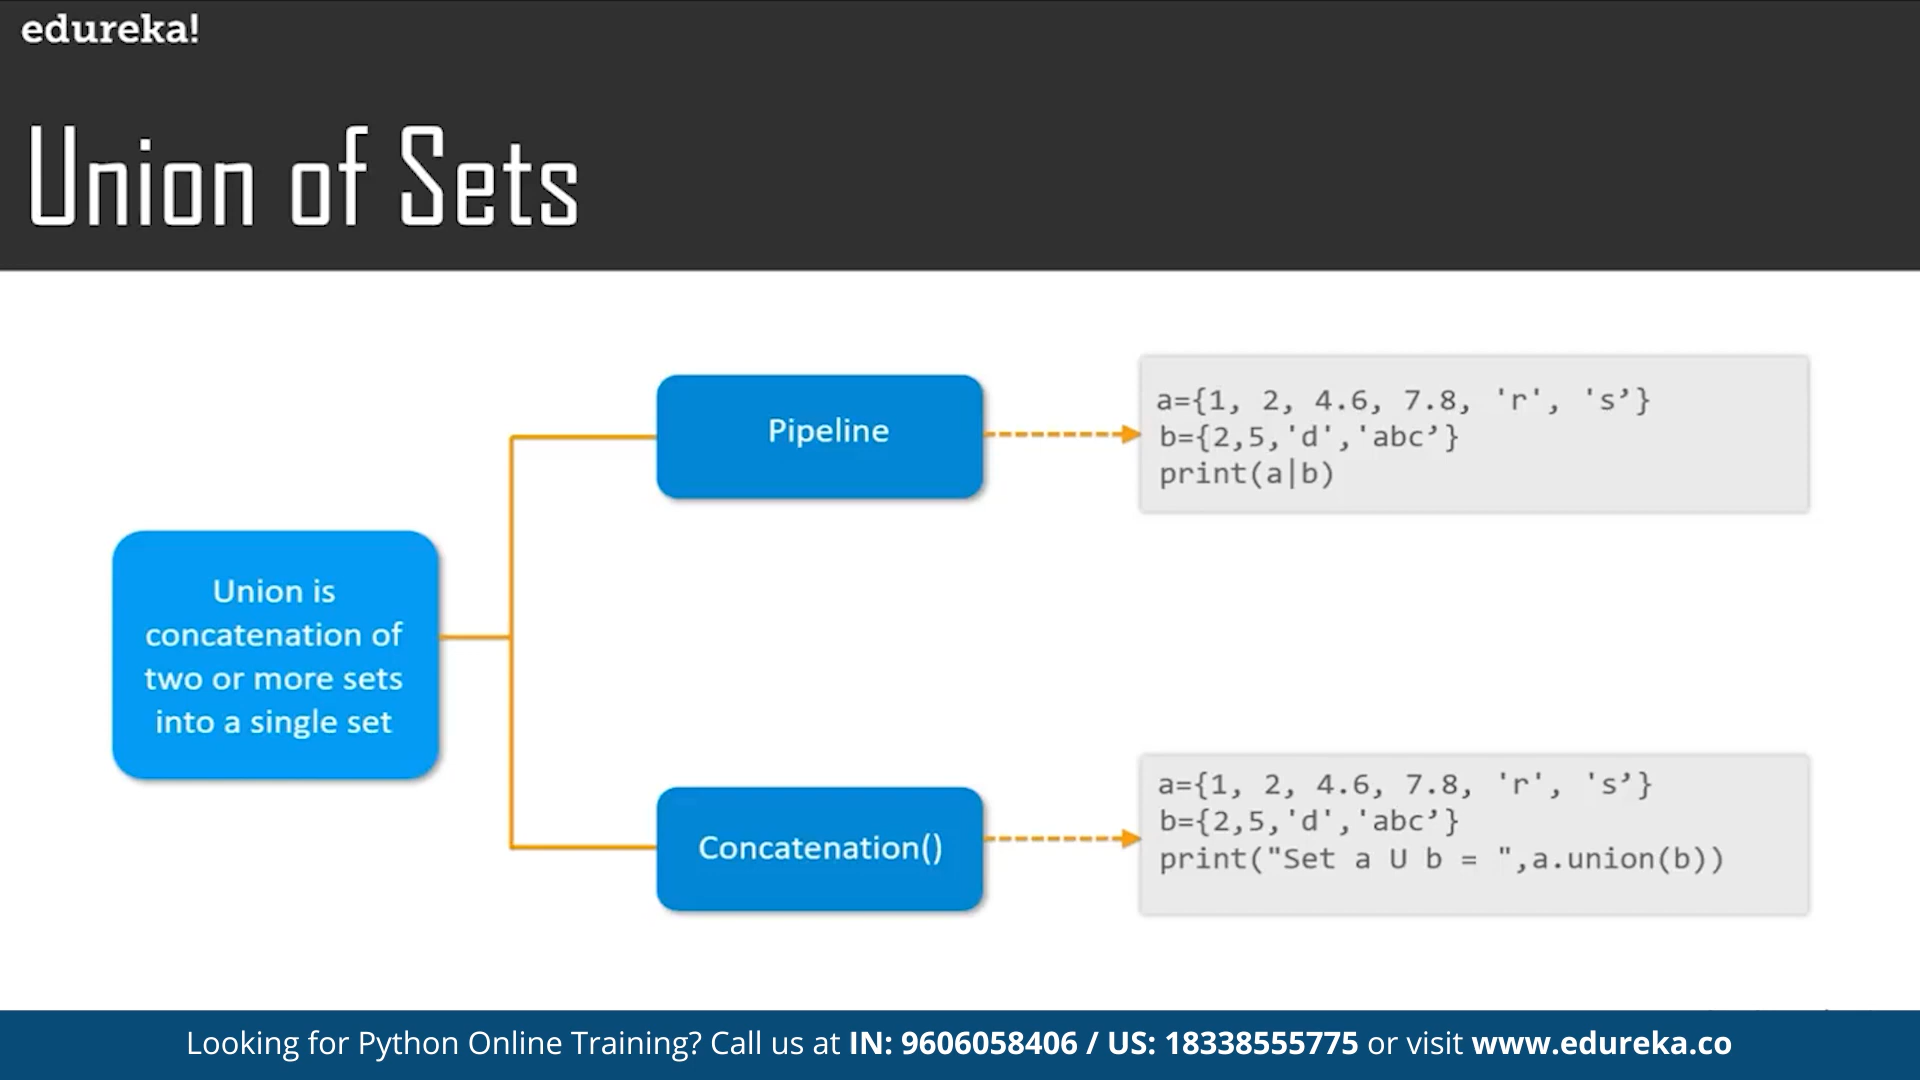 edureka!
Union of Sets
Union is
concatenation of
two or more sets
into a single set
Pipeline
a={1, 2, 4.6, 7.8, 'r', 's’}
b={2,5,'d','abc’}
print(a|b)
Concatenation()
a={1, 2, 4.6, 7.8, 'r', 's’}
b={2,5,'d','abc’}
print("Set a U b = ",a.union(b))
Looking for Python Online Training? Call us at IN: 9606058406 / US: 18338555775 or visit www.edureka.co